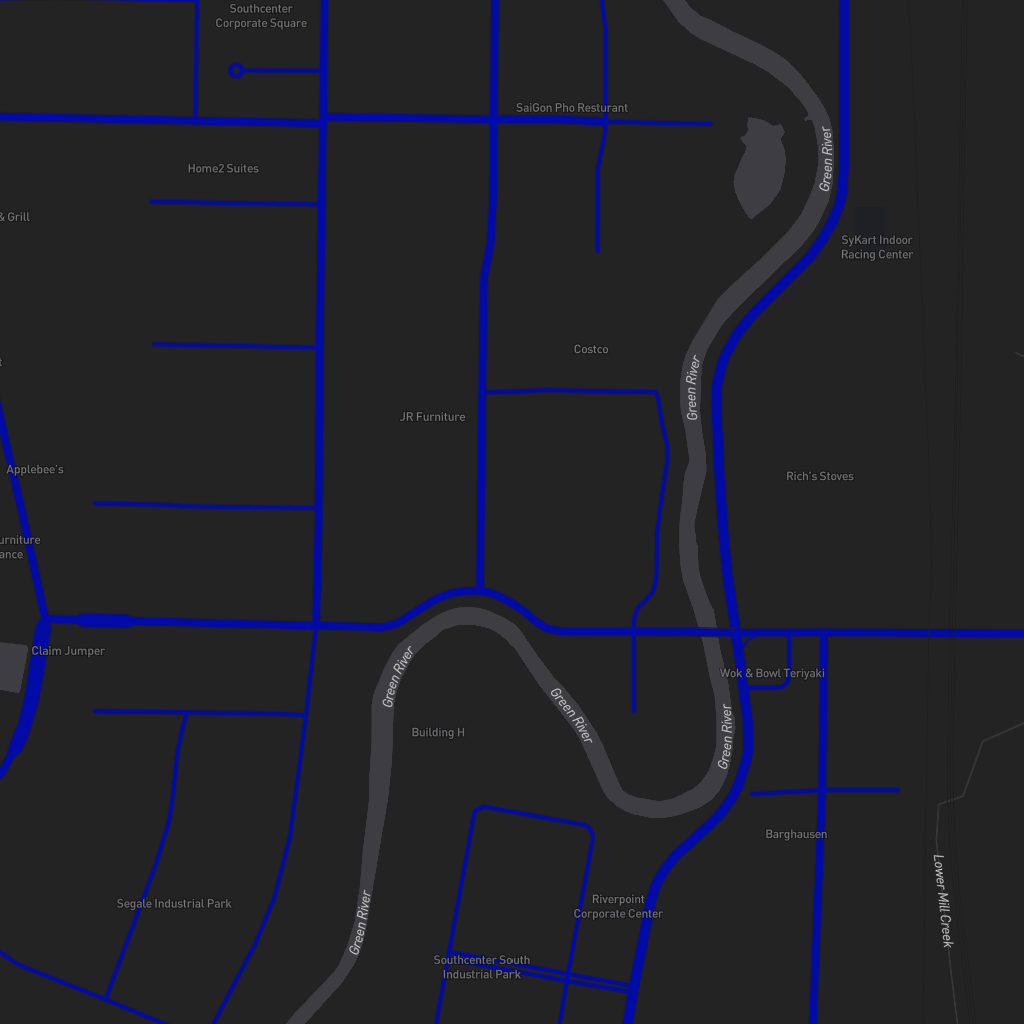 Southcenter
Corporate Square
SaiGon Pho Resturant
Green River
Home2 Suites
& Grill
SyKart Indoor
Racing Center
Costco
t
Green River
JR Furniture
Applebee's
Rich's Stoves
urniture
ance
Claim Jumper
Green River
Wok & Bowl Teriyaki
Green River
Building H
Green River
Barghausen
Lower Mill Creek
Segale Industrial Park
Riverpoint
Corporate Center
Green River
Southcenter South
Industrial Park